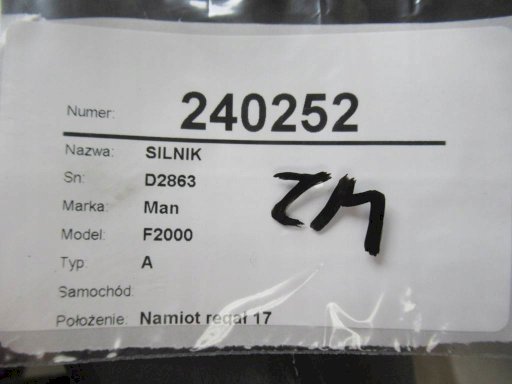 Numer: 240252
Nazwa: SILNIK
Sn: D2863
Marka: Man
Model: F2000
Typ: A
Samochód.
Położenie. Namiot regał 17